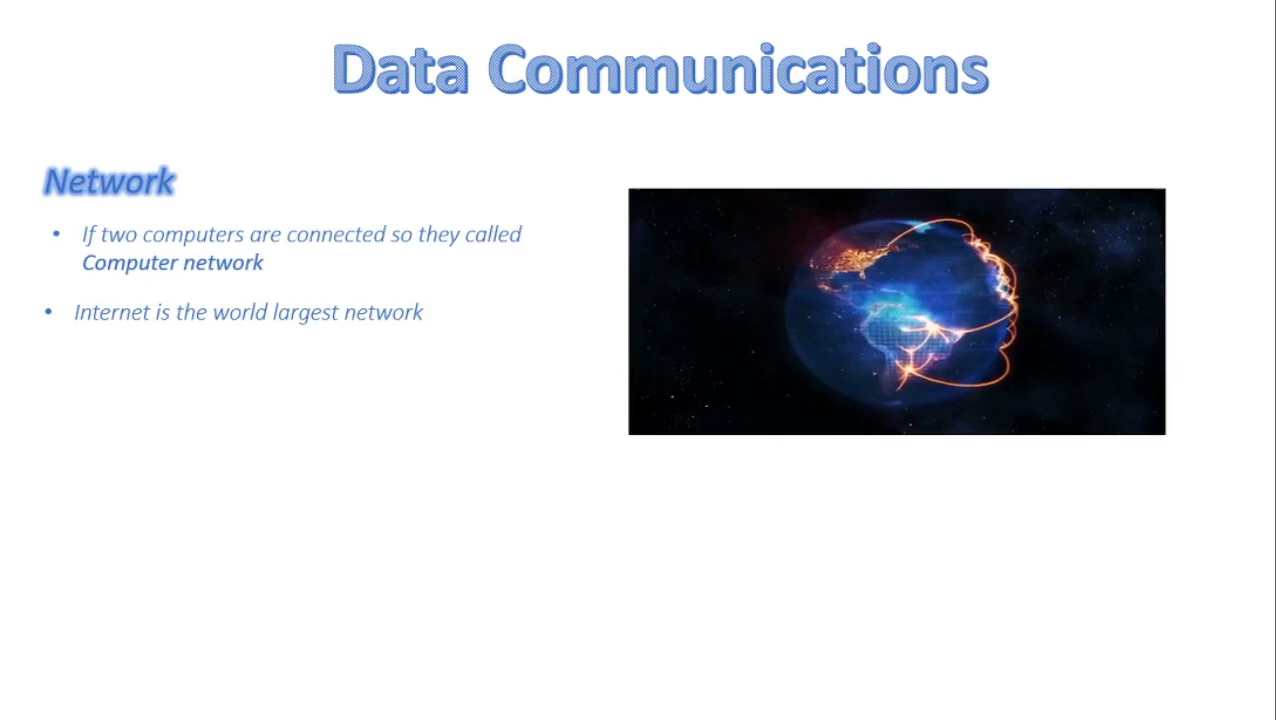 Data Communications
Network
• If two computers are connected so they called
Computer network
• Internet is the world largest network